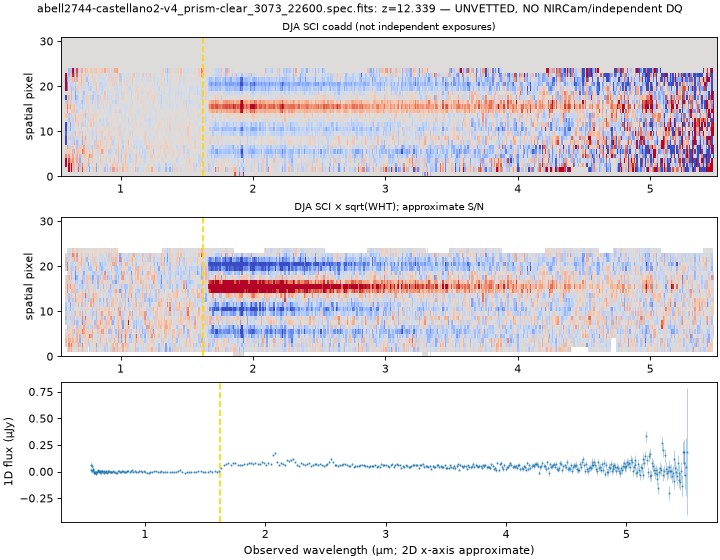 abell2744-castellano2-v4_prism-clear_3073_22600.spec.fits: z=12.339 — UNVETTED, NO NIRCam/independent DQ
DJA SCI coadd (not independent exposures)
30
20
10
0
spatial pixel
1 2 3 4 5
DJA SCI × sqrt(WHT); approximate S/N
30
20
10
0
spatial pixel
1 2 3 4 5
0.75
0.50
0.25
0.00
−0.25
1D flux (μJy)
1 2 3 4 5
Observed wavelength (μm; 2D x-axis approximate)